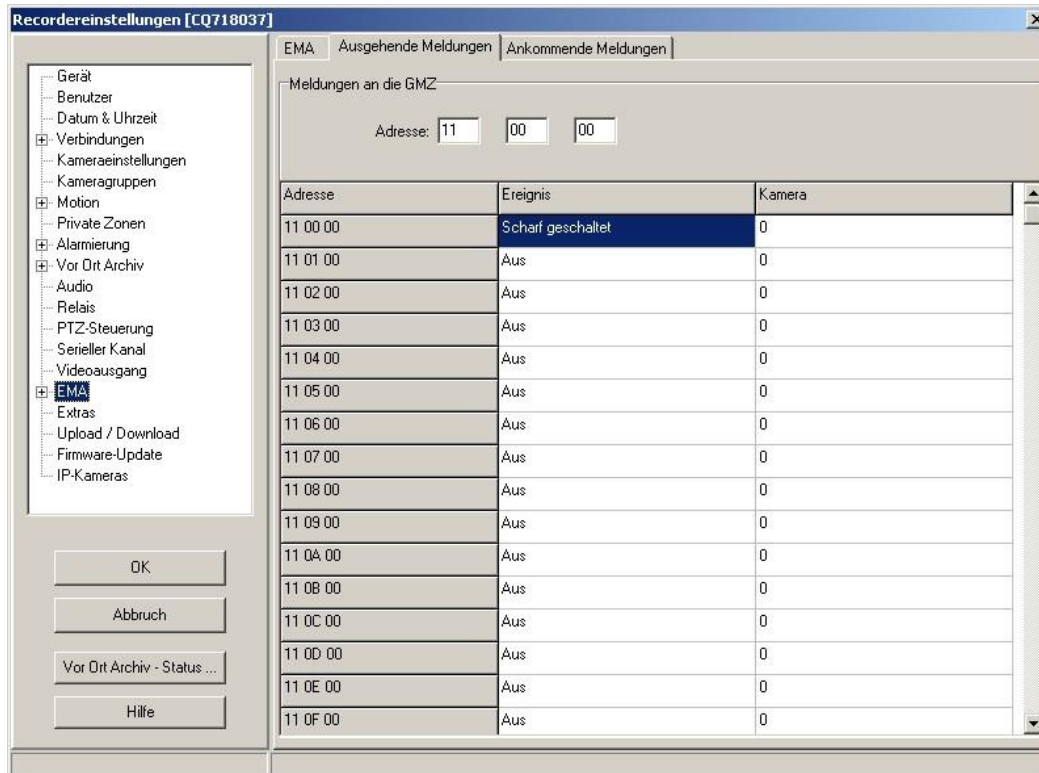 Recordereinstellungen [CQ718037]
Gerät
Benutzer
Datum & Uhrzeit
Verbindungen
Kameraeinstellungen
Kameragruppen
Motion
Private Zonen
Alarmierung
Vor Ort Archiv
Audio
Relais
PTZ-Steuerung
Serieller Kanal
Videoausgang
EMA
Extras
Upload / Download
Firmware-Update
IP-Kameras
OK
Abbruch
Vor Ort Archiv - Status ...
Hilfe
EMA Ausgehende Meldungen Ankommende Meldungen
Meldungen an die GMZ
Adresse: 11 00 00
Adresse Ereignis Kamera
11 00 00 Scharf geschaltet 0
11 01 00 Aus 0
11 02 00 Aus 0
11 03 00 Aus 0
11 04 00 Aus 0
11 05 00 Aus 0
11 06 00 Aus 0
11 07 00 Aus 0
11 08 00 Aus 0
11 09 00 Aus 0
11 0A 00 Aus 0
11 0B 00 Aus 0
11 0C 00 Aus 0
11 0D 00 Aus 0
11 0E 00 Aus 0
11 0F 00 Aus 0